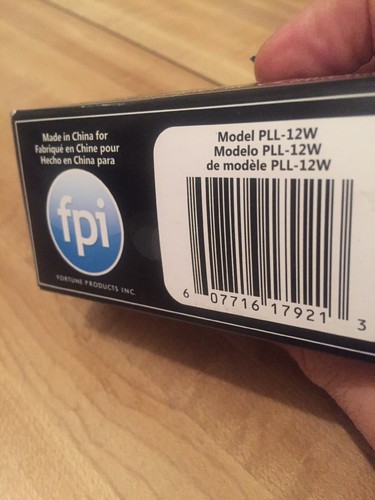 Made in China for
Fabriqué en Chine pour
Hecho en China para
fpi
FORTUNE PRODUCTS INC.
Model PLL-12W
Modelo PLL-12W
de modèle PLL-12W
6 07716 17921 3